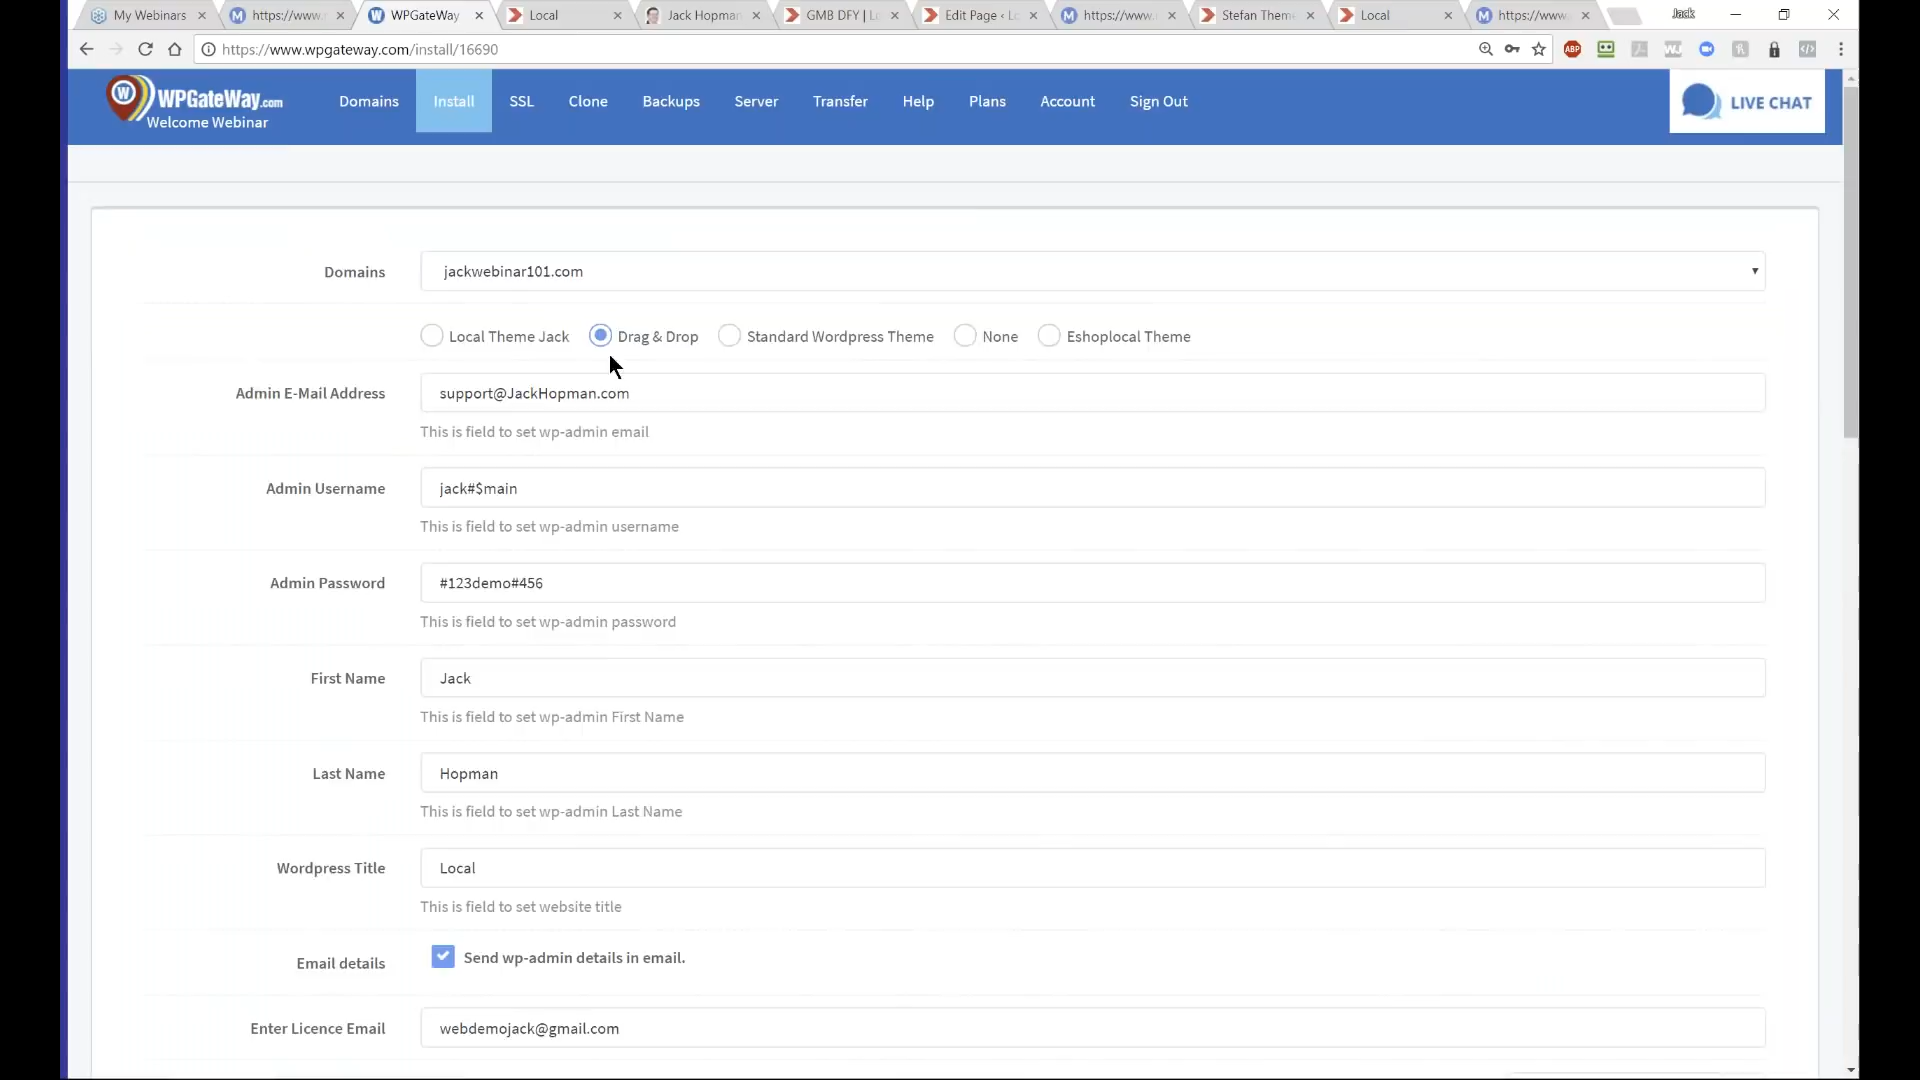 My Webinars
https://www.
WPGateWay
Local
Jack Hopman
GMB DFY | L
Edit Page ‹ L
https://www.
Stefan Them
Local
https://www
Jack
https://www.wpgateway.com/install/16690
ABP
W
WPGateWay.com
Welcome Webinar
Domains
Install
SSL
Clone
Backups
Server
Transfer
Help
Plans
Account
Sign Out
LIVE CHAT
Domains
jackwebinar101.com
Local Theme Jack
Drag & Drop
Standard Wordpress Theme
None
Eshoplocal Theme
Admin E-Mail Address
support@JackHopman.com
This is field to set wp-admin email
Admin Username
jack#$main
This is field to set wp-admin username
Admin Password
#123demo#456
This is field to set wp-admin password
First Name
Jack
This is field to set wp-admin First Name
Last Name
Hopman
This is field to set wp-admin Last Name
Wordpress Title
Local
This is field to set website title
Email details
Send wp-admin details in email.
Enter Licence Email
webdemojack@gmail.com